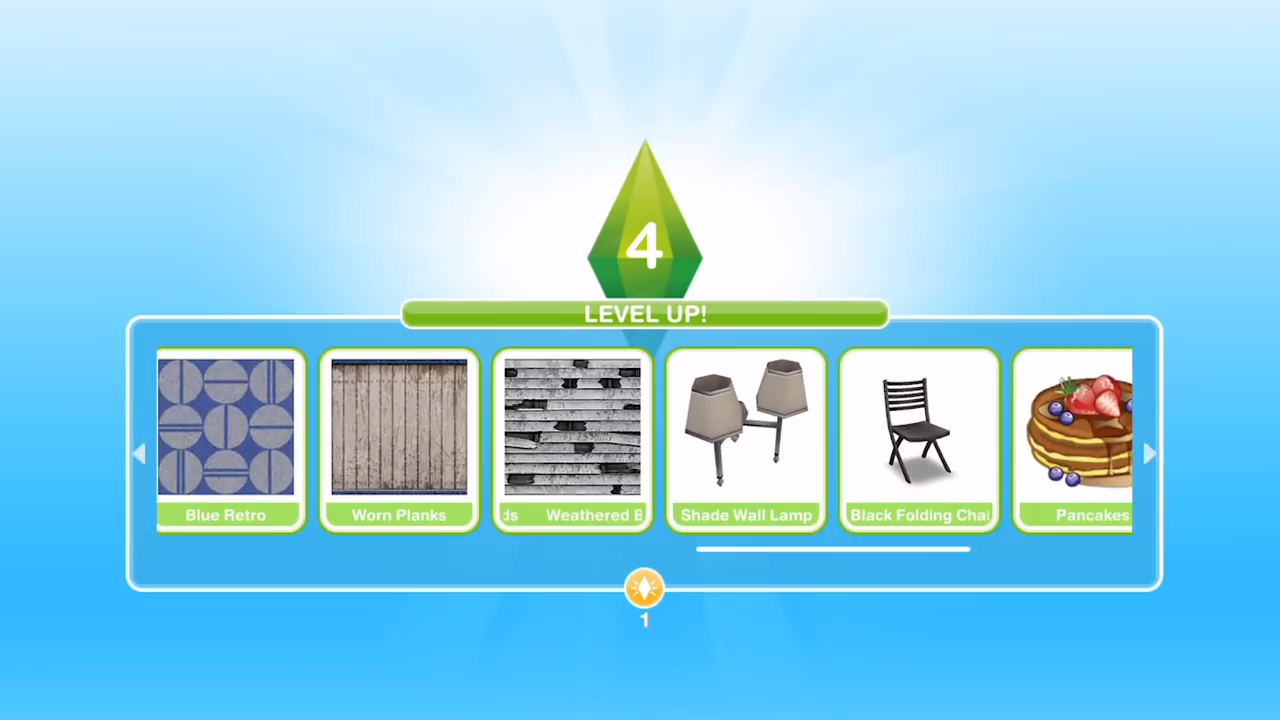 4
LEVEL UP!
Blue Retro
Worn Planks
ds Weathered B
Shade Wall Lamp
Black Folding Chai
Pancakes
1